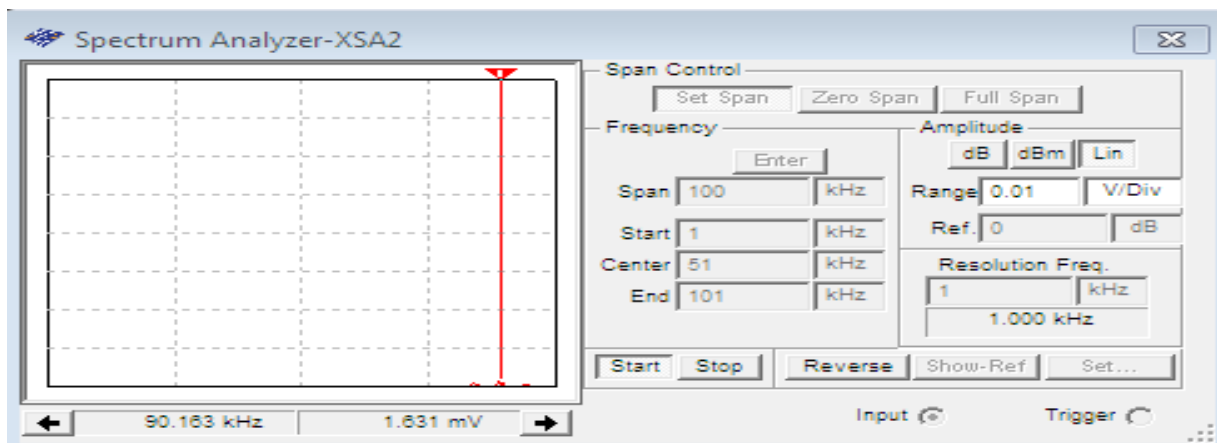 Spectrum Analyzer-XSA2
Span Control
Set Span Zero Span Full Span
Frequency
Enter
Span 100 kHz
Start 1 kHz
Center 51 kHz
End 101 kHz
Amplitude
dB dBm Lin
Range 0.01 V/Div
Ref. 0 dB
Resolution Freq.
1 kHz
1.000 kHz
Start Stop Reverse Show-Ref Set...
90.163 kHz 1.631 mV Input Trigger